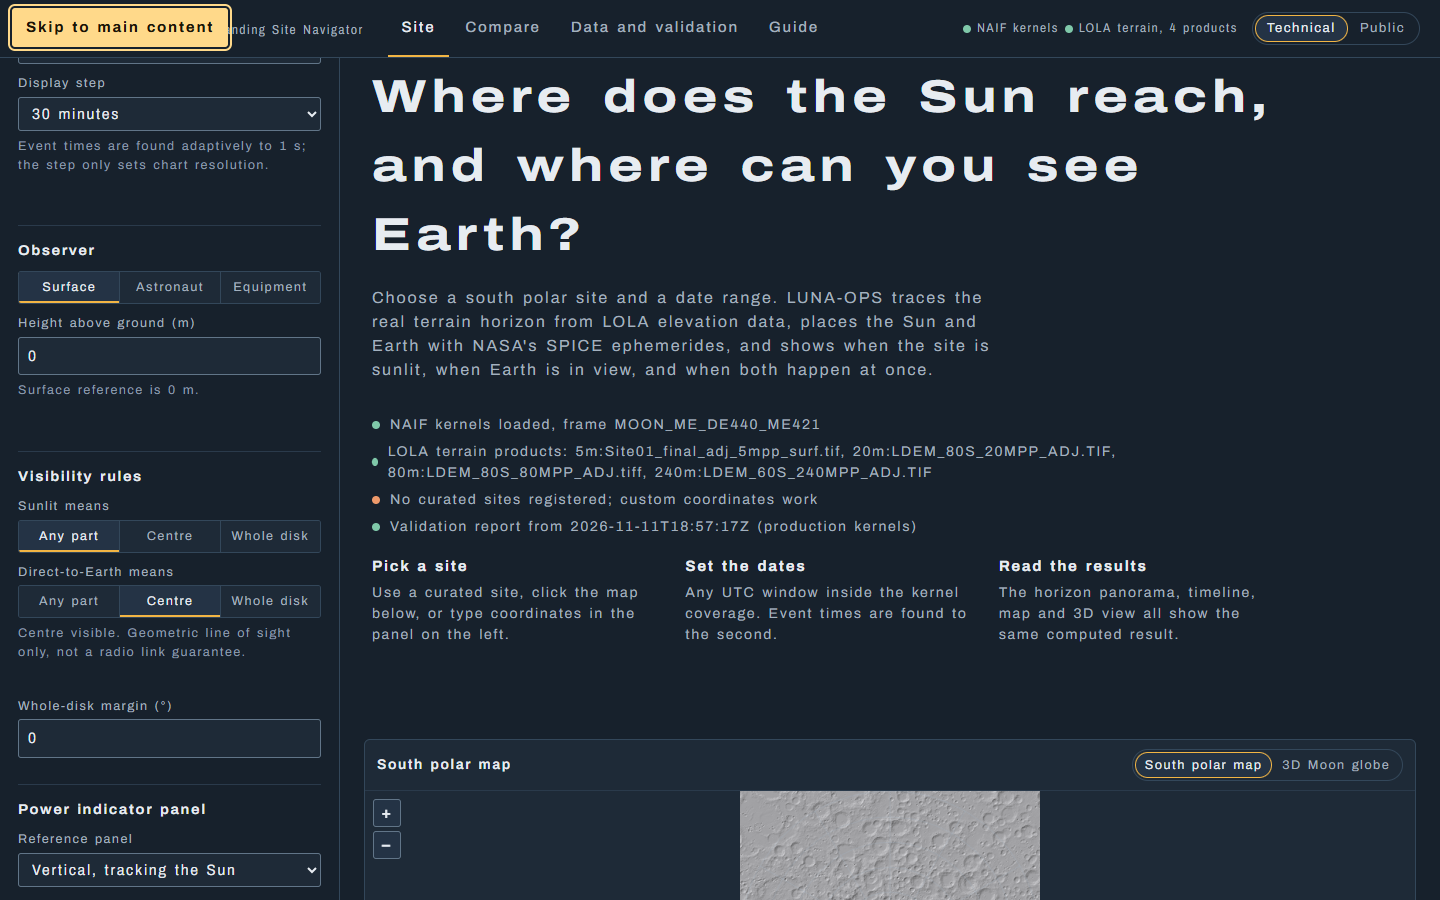 Skip to main content
nding Site Navigator
Site
Compare
Data and validation
Guide
NAIF kernels
LOLA terrain, 4 products
Technical
Public
Display step
30 minutes
Event times are found adaptively to 1 s;
the step only sets chart resolution.
Observer
Surface
Astronaut
Equipment
Height above ground (m)
0
Surface reference is 0 m.
Visibility rules
Sunlit means
Any part
Centre
Whole disk
Direct-to-Earth means
Any part
Centre
Whole disk
Centre visible. Geometric line of sight
only, not a radio link guarantee.
Whole-disk margin (°)
0
Power indicator panel
Reference panel
Vertical, tracking the Sun
Where does the Sun reach,
and where can you see
Earth?
Choose a south polar site and a date range. LUNA-OPS traces the
real terrain horizon from LOLA elevation data, places the Sun and
Earth with NASA's SPICE ephemerides, and shows when the site is
sunlit, when Earth is in view, and when both happen at once.
NAIF kernels loaded, frame MOON_ME_DE440_ME421
LOLA terrain products: 5m:Site01_final_adj_5mpp_surf.tif, 20m:LDEM_80S_20MPP_ADJ.TIF,
80m:LDEM_80S_80MPP_ADJ.tiff, 240m:LDEM_60S_240MPP_ADJ.TIF
No curated sites registered; custom coordinates work
Validation report from 2026-11-11T18:57:17Z (production kernels)
Pick a site
Use a curated site, click the map
below, or type coordinates in the
panel on the left.
Set the dates
Any UTC window inside the kernel
coverage. Event times are found to
the second.
Read the results
The horizon panorama, timeline,
map and 3D view all show the
same computed result.
South polar map
South polar map
3D Moon globe
+
−